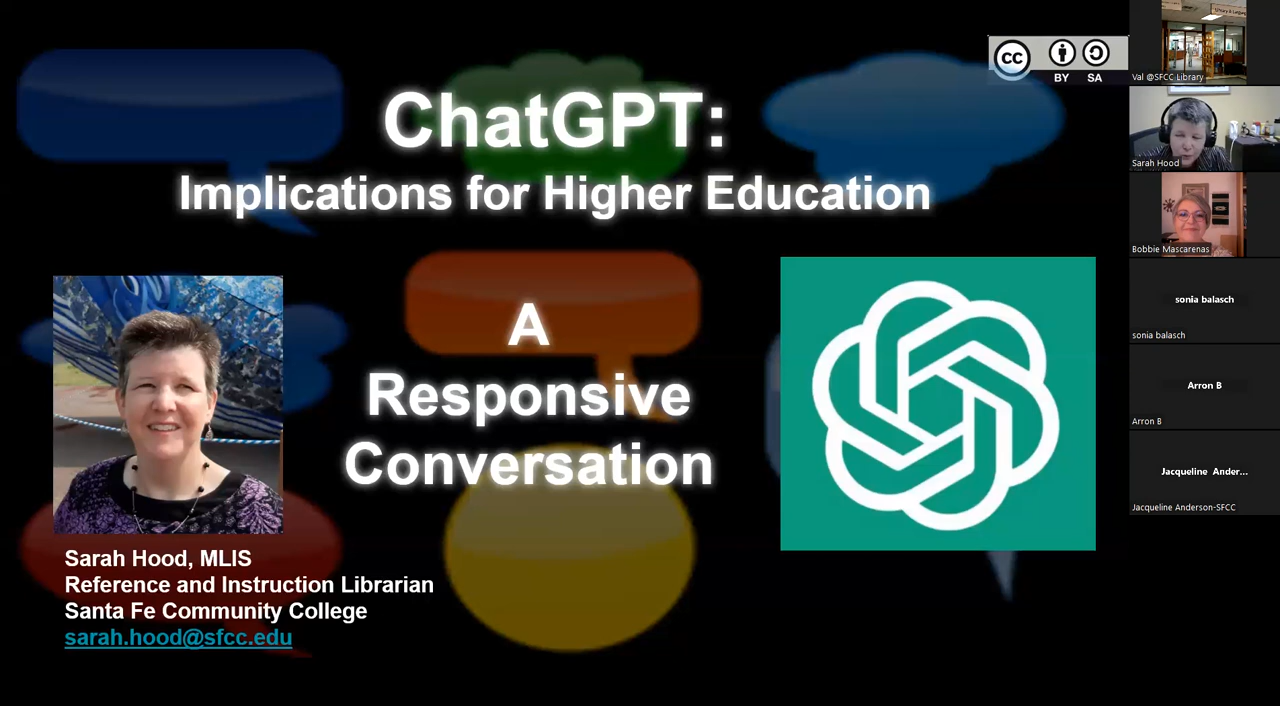 ChatGPT:
Implications for Higher Education
A
Responsive
Conversation
Sarah Hood, MLIS
Reference and Instruction Librarian
Santa Fe Community College
sarah.hood@sfcc.edu
cc
BY SA
Val @SFCC Library
Sarah Hood
Bobbie Mascarenas
sonia balasch
sonia balasch
Arron B
Arron B
Jacqueline Ander...
Jacqueline Anderson-SFCC